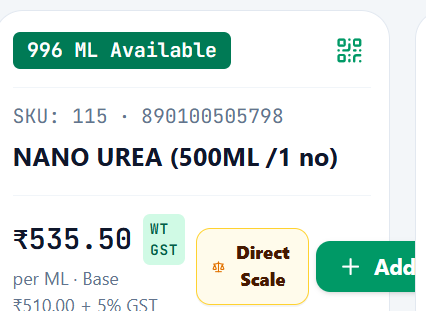 996 ML Available
SKU: 115 · 890100505798
NANO UREA (500ML /1 no)
₹535.50
WT
GST
per ML · Base
₹510.00 + 5% GST
Direct
Scale
+ Add